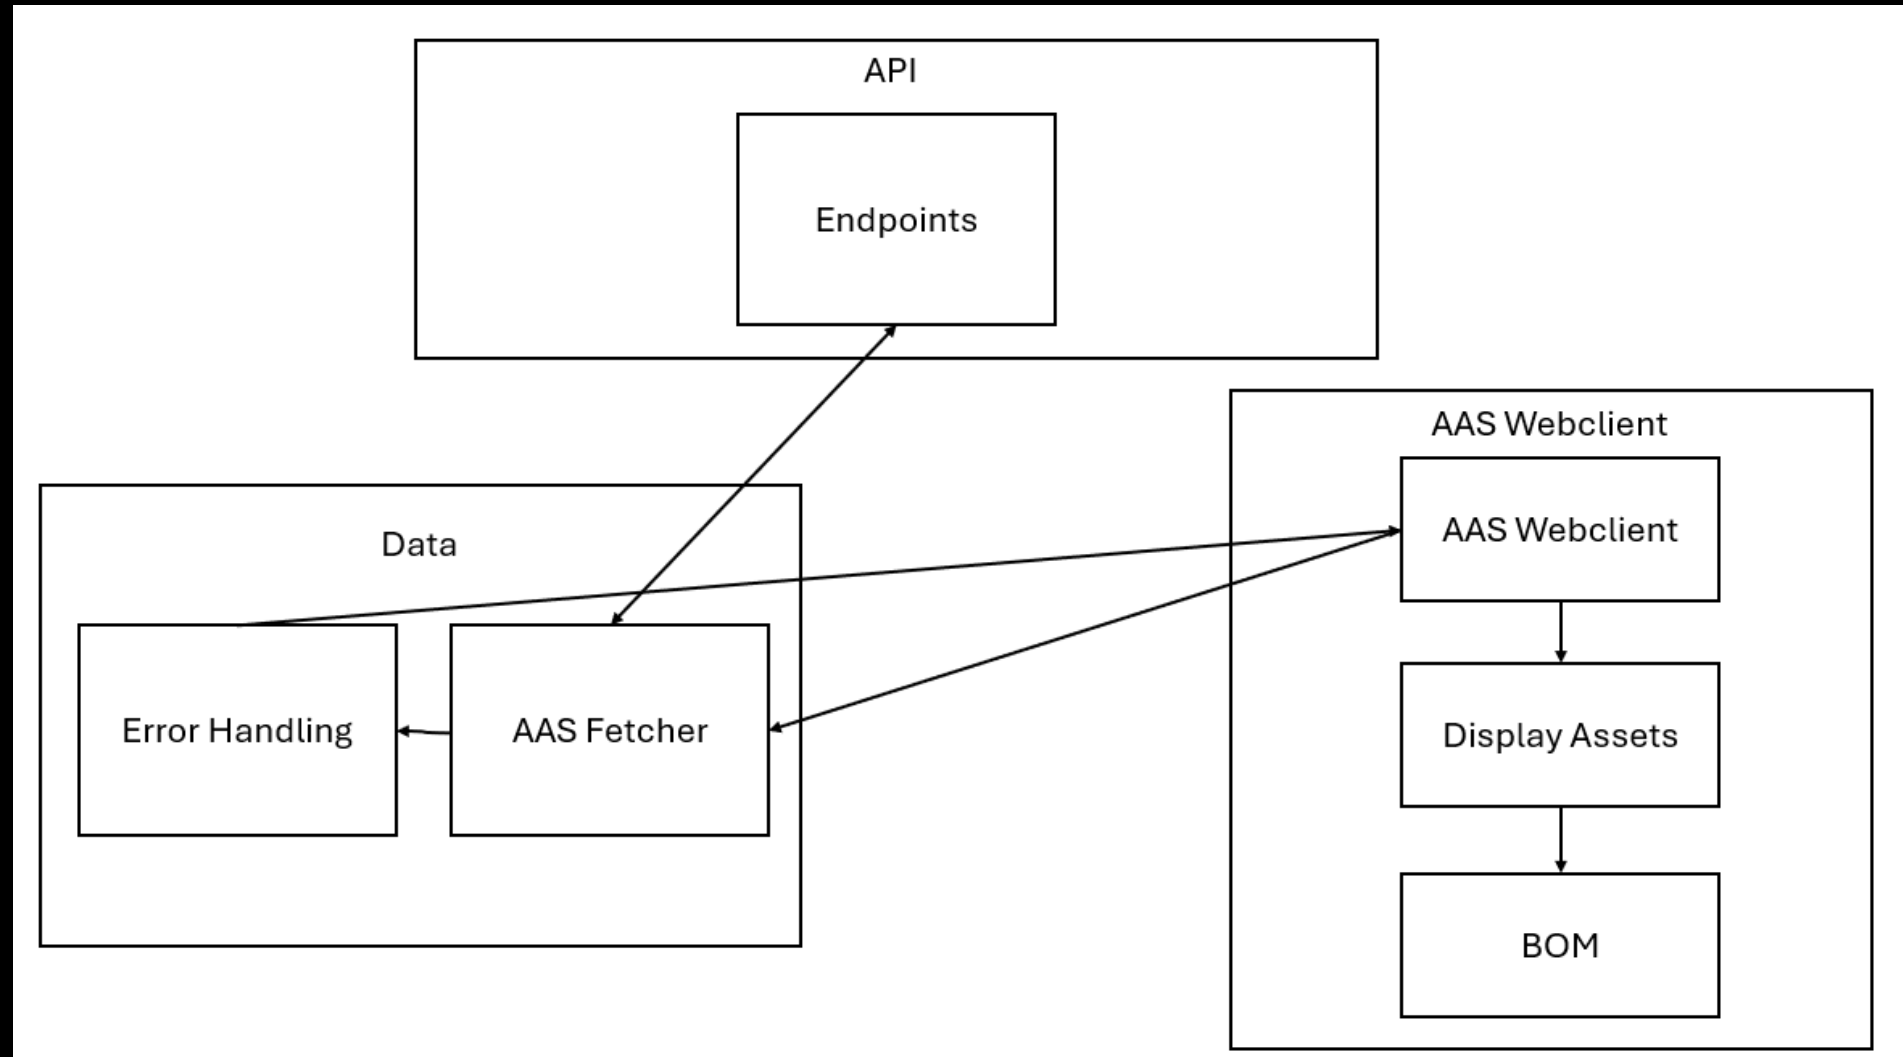 API
Endpoints
Data
Error Handling
AAS Fetcher
AAS Webclient
AAS Webclient
Display Assets
BOM